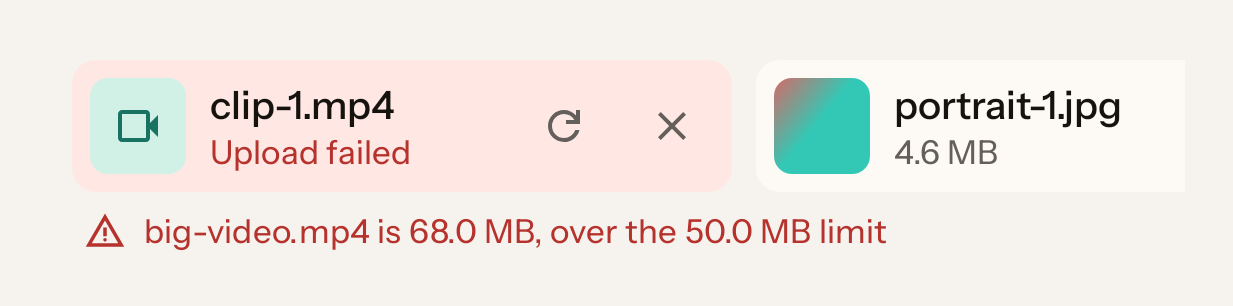 clip-1.mp4
Upload failed
portrait-1.jpg
4.6 MB
big-video.mp4 is 68.0 MB, over the 50.0 MB limit